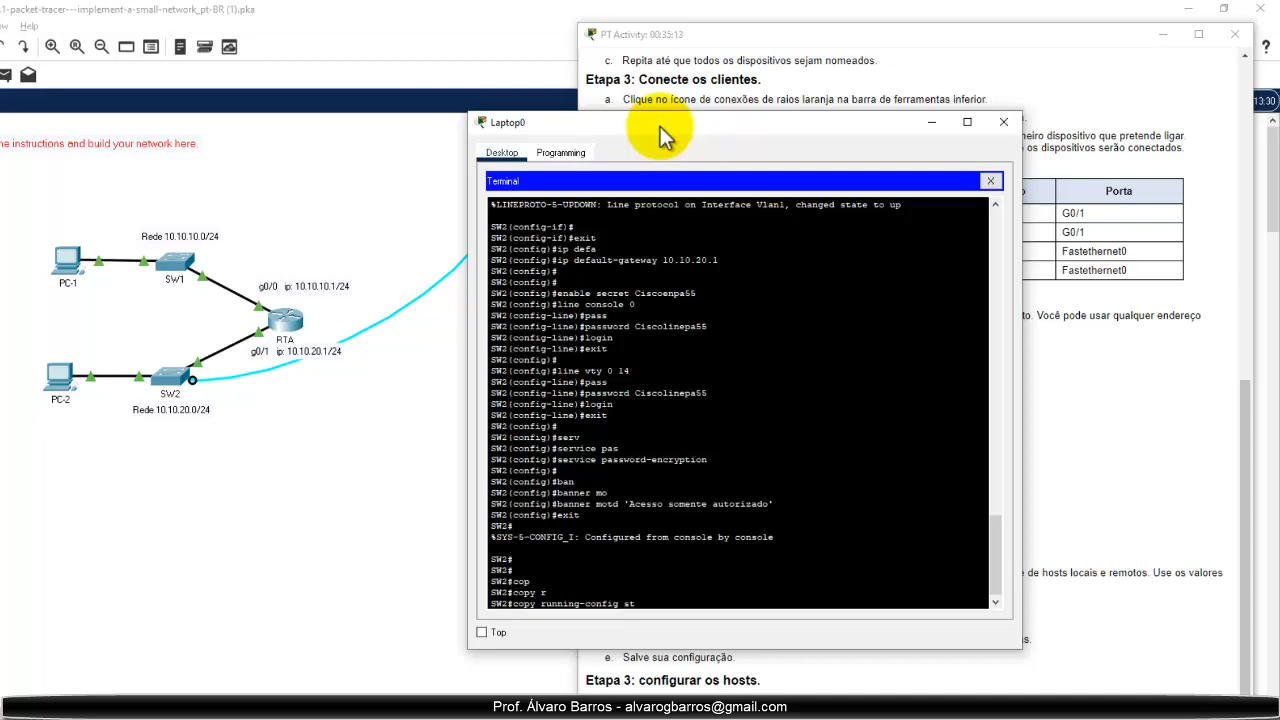 .1-packet-tracer---implement-a-small-network_pt-BR (1).pka
Help
PT Activity: 00:35:13
c. Repita até que todos os dispositivos sejam nomeados.
Etapa 3: Conecte os clientes.
a. Clique no ícone de conexões de raios laranja na barra de ferramentas inferior.
13:30
he instructions and build your network here.
meiro dispositivo que pretende ligar.
os dispositivos serão conectados.
Porta
G0/1
G0/1
Fastethernet0
Fastethernet0
to. Você pode usar qualquer endereço
e de hosts locais e remotos. Use os valores
s.
e. Salve sua configuração.
Etapa 3: configurar os hosts.
Rede 10.10.10.0/24
PC-1
SW1
g0/0 ip: 10.10.10.1/24
RTA
g0/1 ip: 10.10.20.1/24
PC-2
SW2
Rede 10.10.20.0/24
Laptop0
Desktop
Programming
Terminal
%LINEPROTO-5-UPDOWN: Line protocol on Interface Vlan1, changed state to up
SW2(config-if)#
SW2(config-if)#exit
SW2(config)#ip defa
SW2(config)#ip default-gateway 10.10.20.1
SW2(config)#
SW2(config)#
SW2(config)#enable secret Ciscoenpa55
SW2(config)#line console 0
SW2(config-line)#pass
SW2(config-line)#password Ciscolinepa55
SW2(config-line)#login
SW2(config-line)#exit
SW2(config)#
SW2(config)#line vty 0 14
SW2(config-line)#pass
SW2(config-line)#password Ciscolinepa55
SW2(config-line)#login
SW2(config-line)#exit
SW2(config)#
SW2(config)#serv
SW2(config)#service pas
SW2(config)#service password-encryption
SW2(config)#
SW2(config)#ban
SW2(config)#banner mo
SW2(config)#banner motd 'Acesso somente autorizado'
SW2(config)#exit
SW2#
%SYS-5-CONFIG_I: Configured from console by console
SW2#
SW2#
SW2#cop
SW2#copy r
SW2#copy running-config st
Top
Prof. Álvaro Barros - alvarogbarros@gmail.com